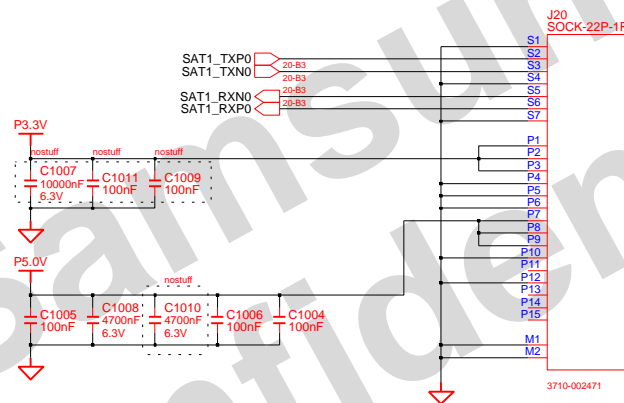 J20
SOCK-22P-1R
S1
SAT1_TXP0
S2
20-B3
S3
SAT1_TXN0
20-B3
S4
20-B3
S5
SAT1_RXN0
S6
SAT1_RXP0
20-B3
S7
P3.3V
nostuff
nostuff
nostuff
P1
P2
P3
C1007
10000nF
6.3V
C1011
100nF
C1009
100nF
P4
P5
P6
P7
P8
P9
P5.0V
P10
P11
nostuff
P12
P13
P14
P15
C1005
100nF
C1008
4700nF
6.3V
C1010
4700nF
6.3V
C1006
100nF
C1004
100nF
M1
M2
3710-002471
Samsung
Confiden